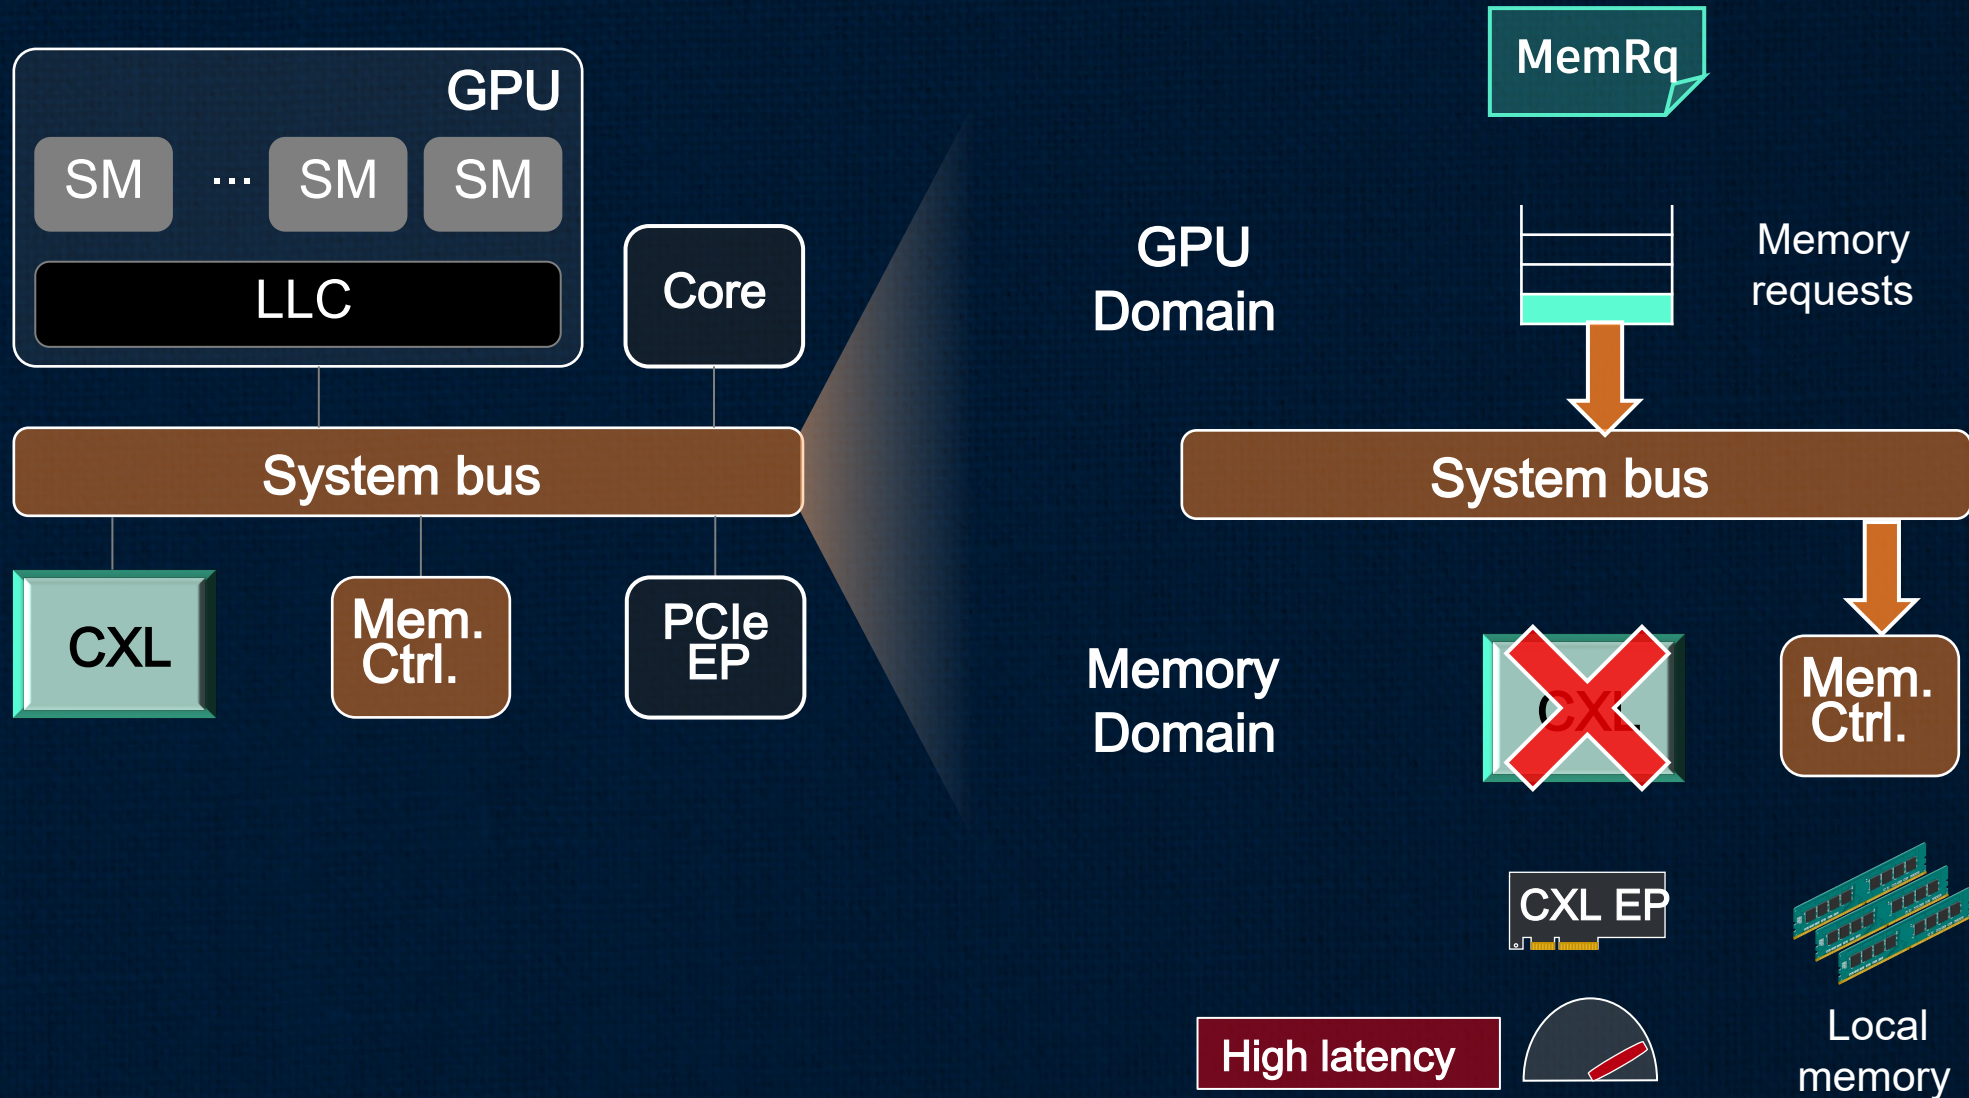 GPU
SM ... SM SM
LLC
Core
System bus
CXL
Mem.
Ctrl.
PCIe
EP
MemRq
GPU
Domain
Memory
requests
System bus
Memory
Domain
CXL
Mem.
Ctrl.
CXL EP
High latency
Local
memory